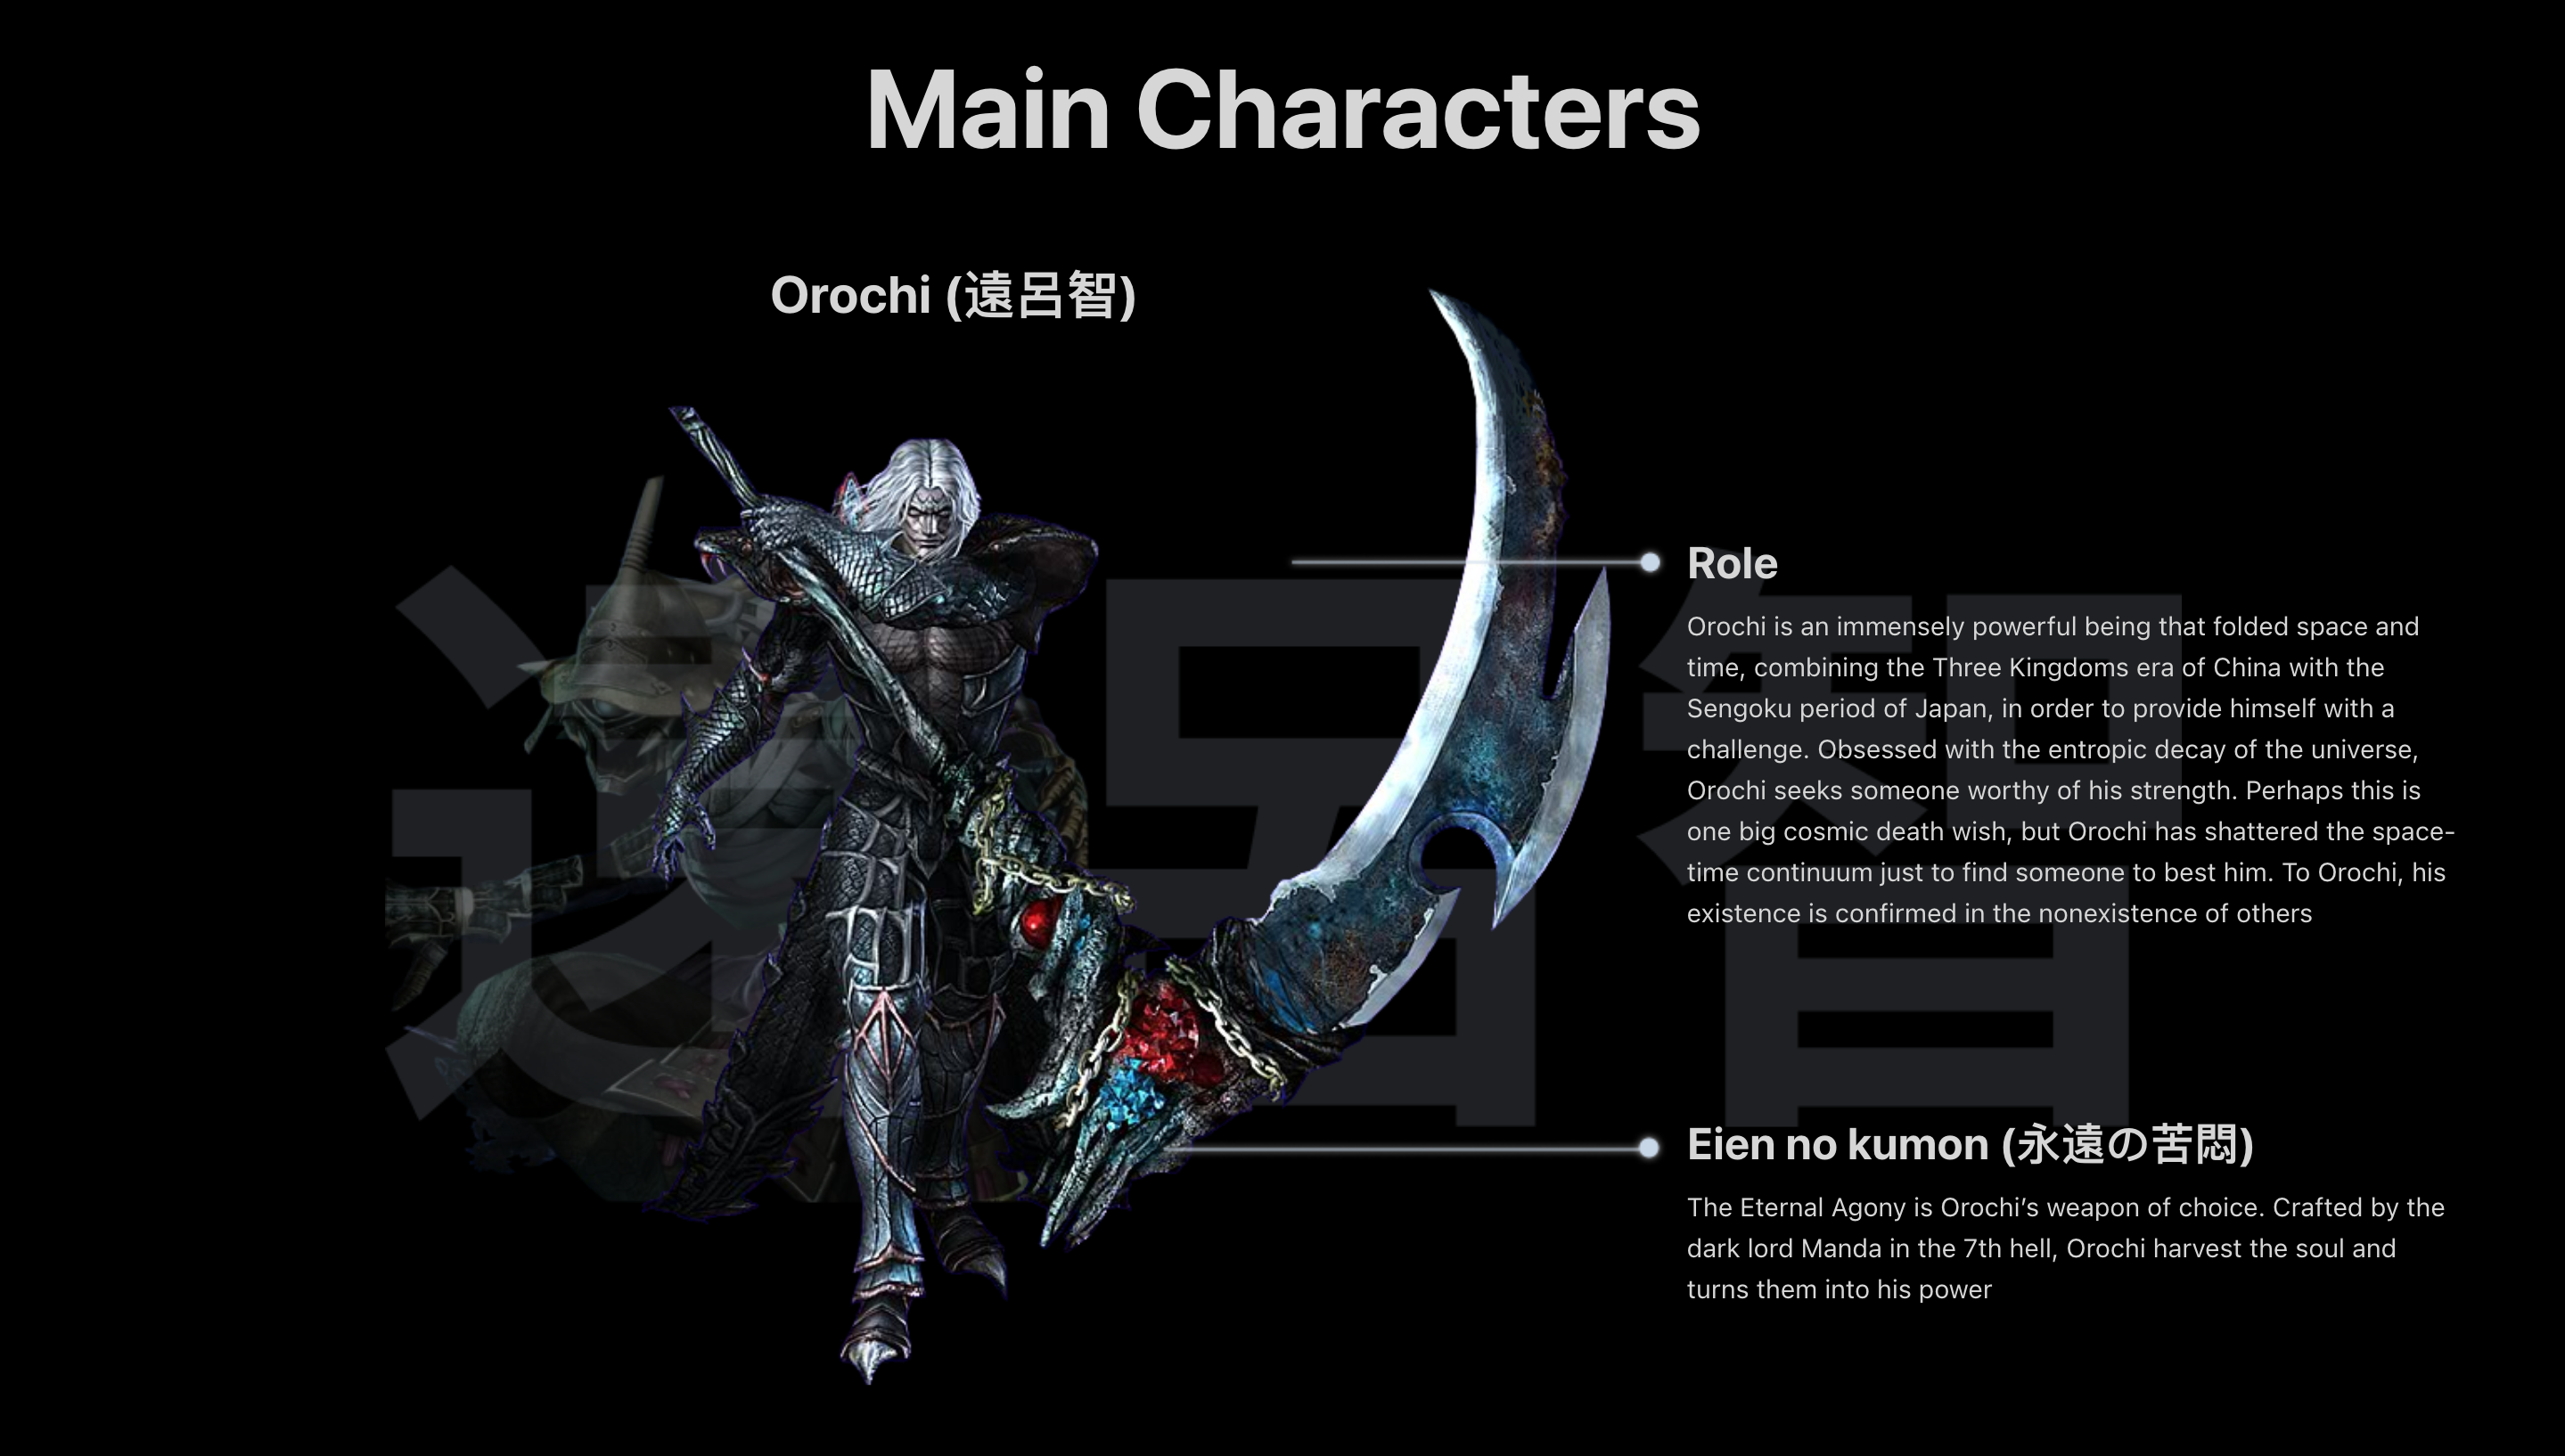 Main Characters
Orochi (遠呂智)
遠呂智
Role
Orochi is an immensely powerful being that folded space and
time, combining the Three Kingdoms era of China with the
Sengoku period of Japan, in order to provide himself with a
challenge. Obsessed with the entropic decay of the universe,
Orochi seeks someone worthy of his strength. Perhaps this is
one big cosmic death wish, but Orochi has shattered the space-
time continuum just to find someone to best him. To Orochi, his
existence is confirmed in the nonexistence of others
Eien no kumon (永遠の苦悶)
The Eternal Agony is Orochi’s weapon of choice. Crafted by the
dark lord Manda in the 7th hell, Orochi harvest the soul and
turns them into his power